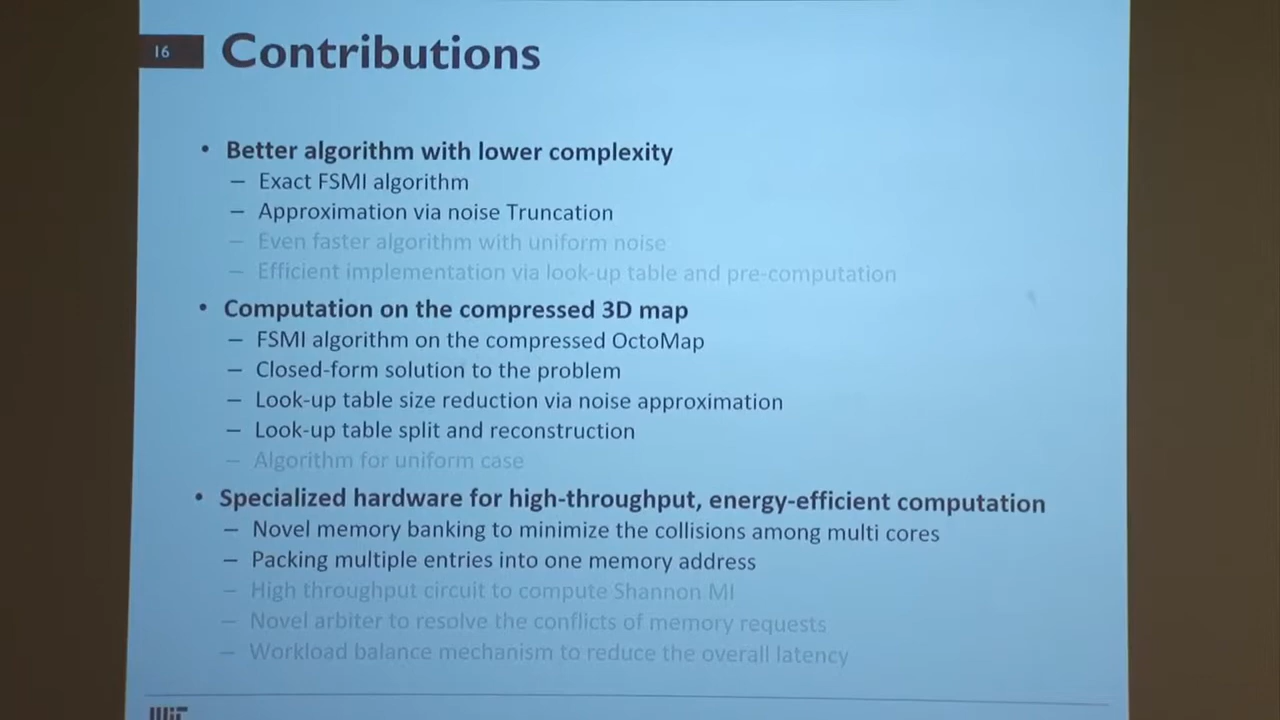 16
Contributions
• Better algorithm with lower complexity
– Exact FSMI algorithm
– Approximation via noise Truncation
– Even faster algorithm with uniform noise
– Efficient implementation via look-up table and pre-computation
• Computation on the compressed 3D map
– FSMI algorithm on the compressed OctoMap
– Closed-form solution to the problem
– Look-up table size reduction via noise approximation
– Look-up table split and reconstruction
– Algorithm for uniform case
• Specialized hardware for high-throughput, energy-efficient computation
– Novel memory banking to minimize the collisions among multi cores
– Packing multiple entries into one memory address
– High throughput circuit to compute Shannon MI
– Novel arbiter to resolve the conflicts of memory requests
– Workload balance mechanism to reduce the overall latency